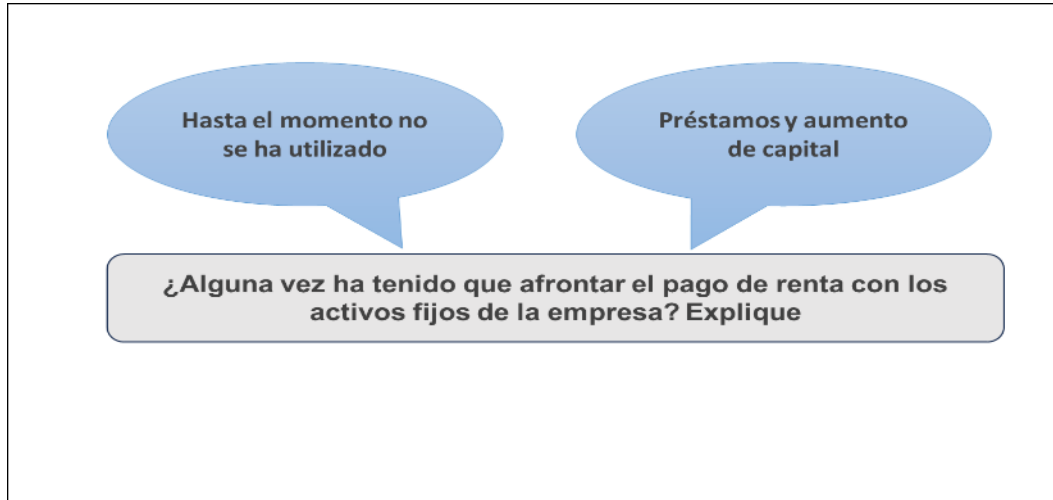 Hasta el momento no
se ha utilizado
Préstamos y aumento
de capital
¿Alguna vez ha tenido que afrontar el pago de renta con los
activos fijos de la empresa? Explique